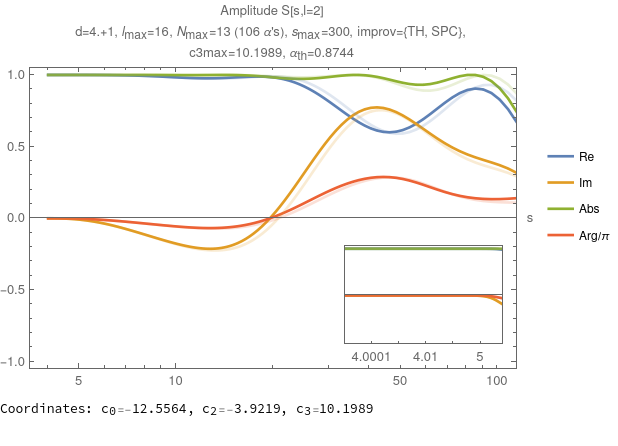 Amplitude S[s,l=2]
d=4.+1, lmax=16, Nmax=13 (106 α's), smax=300, improv={TH, SPC},
c3max=10.1989, αth=0.8744
1.0
0.5
0.0
−0.5
−1.0
5
10
50
100
s
4.0001
4.01
5
Re
Im
Abs
Arg/π
Coordinates: c0=-12.5564, c2=-3.9219, c3=10.1989